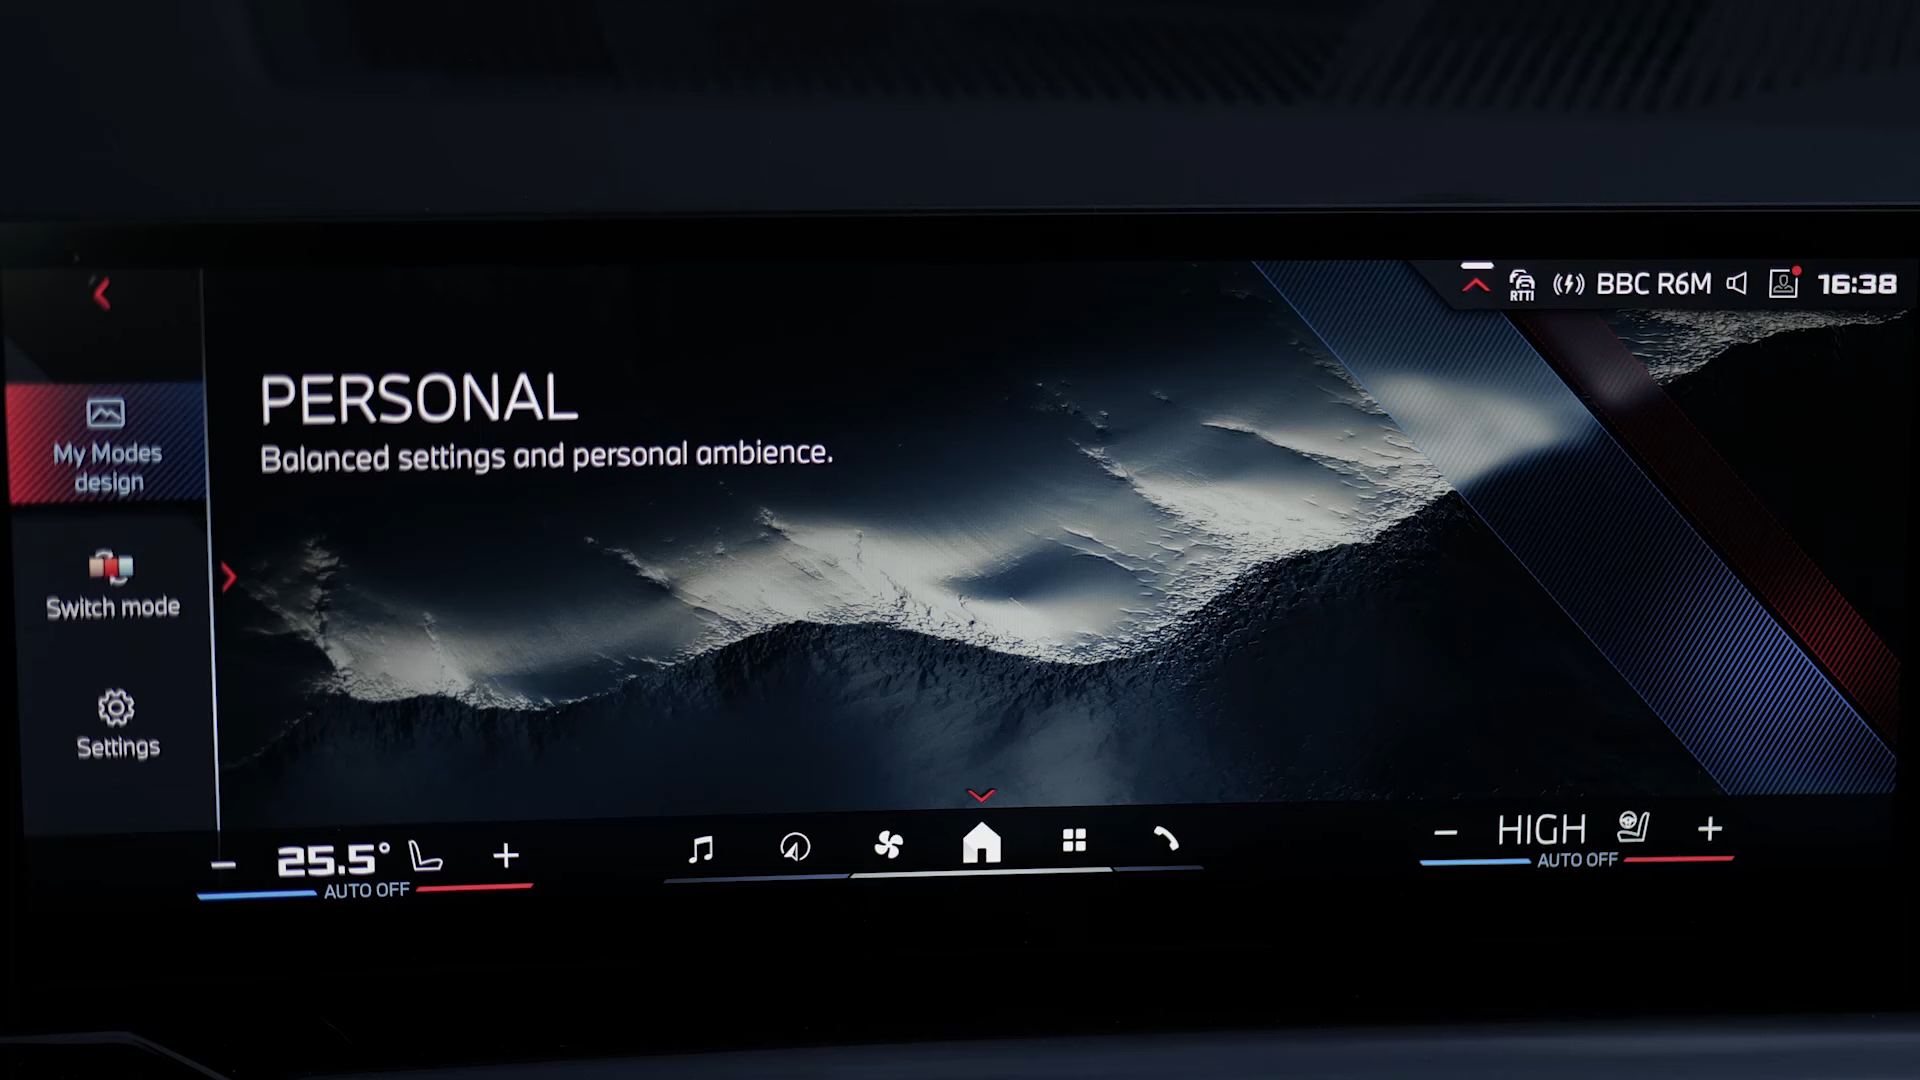 RTTI
BBC R6M
16:38
PERSONAL
Balanced settings and personal ambience.
My Modes
design
Switch mode
Settings
25.5°
AUTO OFF
HIGH
AUTO OFF